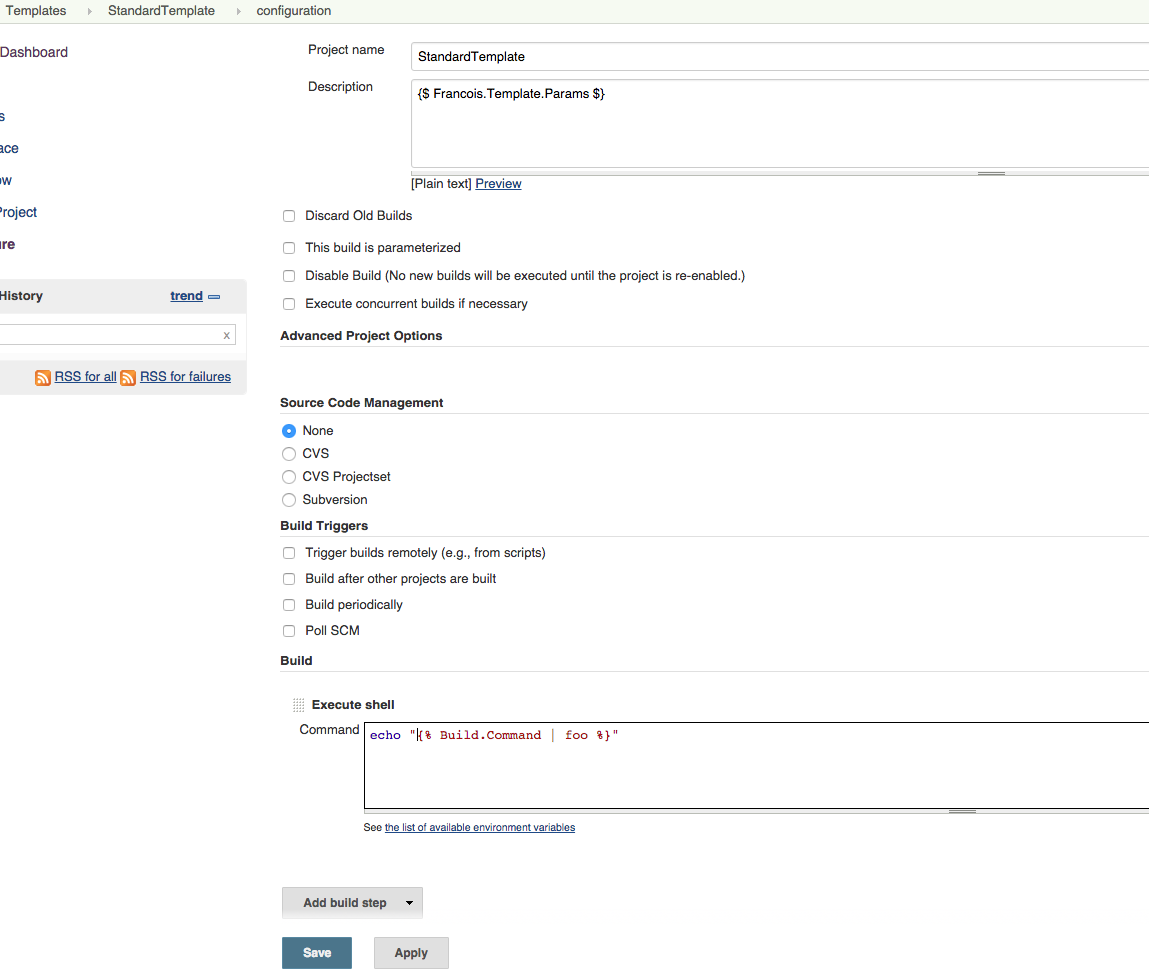 Templates StandardTemplate configuration
Dashboard
s
ace
ow
Project
ure
History trend
x
RSS for all RSS for failures
Project name StandardTemplate
Description {$ Francois.Template.Params $}
[Plain text] Preview
Discard Old Builds
This build is parameterized
Disable Build (No new builds will be executed until the project is re-enabled.)
Execute concurrent builds if necessary
Advanced Project Options
Source Code Management
None
CVS
CVS Projectset
Subversion
Build Triggers
Trigger builds remotely (e.g., from scripts)
Build after other projects are built
Build periodically
Poll SCM
Build
Execute shell
Command echo "{% Build.Command | foo %}"
See the list of available environment variables
Add build step
Save Apply